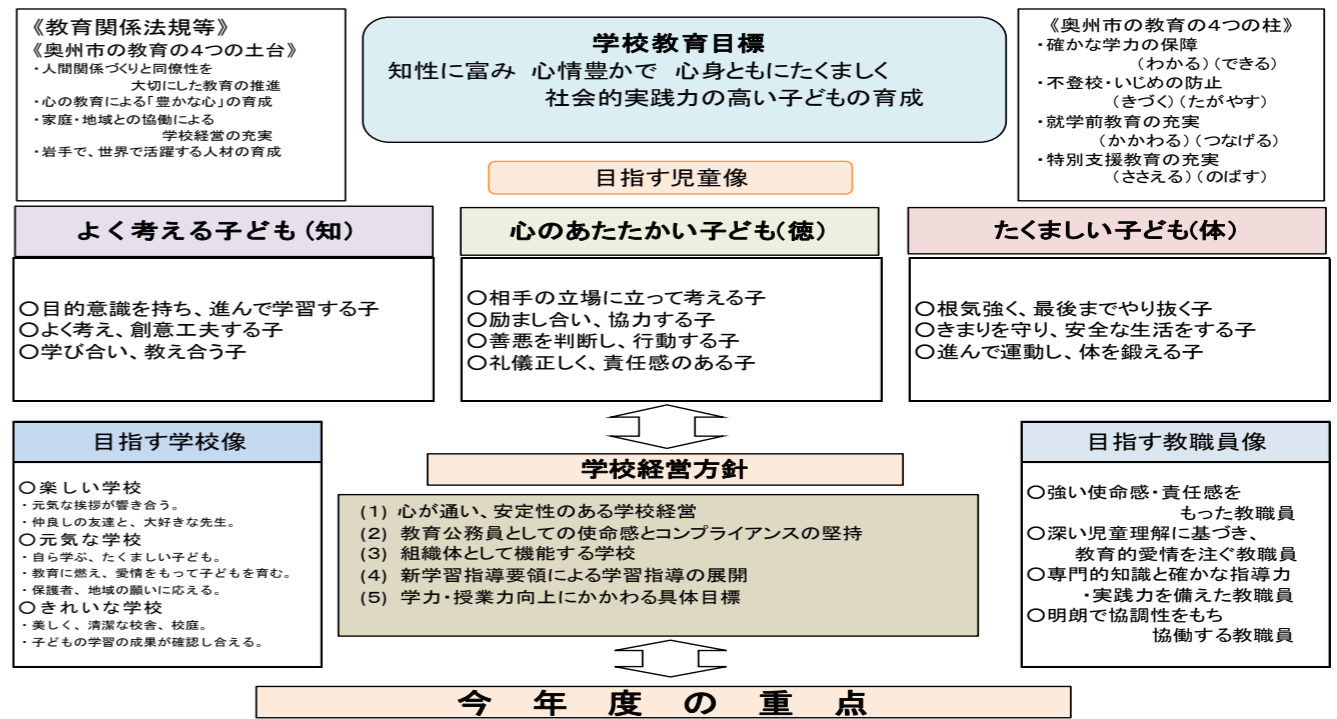 《教育関係法規等》
《奥州市の教育の4つの土台》
・人間関係づくりと同僚性を
大切にした教育の推進
・心の教育による「豊かな心」の育成
・家庭・地域との協働による
学校経営の充実
・岩手で、世界で活躍する人材の育成
学校教育目標
知性に富み 心情豊かで 心身ともにたくましく
社会的実践力の高い子どもの育成
《奥州市の教育の4つの柱》
・確かな学力の保障
(わかる)(できる)
・不登校・いじめの防止
(きづく)(たがやす)
・就学前教育の充実
(かかわる)(つなげる)
・特別支援教育の充実
(ささえる)(のばす)
目指す児童像
よく考える子ども(知)
〇目的意識を持ち、進んで学習する子
〇よく考え、創意工夫する子
〇学び合い、教え合う子
心のあたたかい子ども(徳)
〇相手の立場に立って考える子
〇励まし合い、協力する子
〇善悪を判断し、行動する子
〇礼儀正しく、責任感のある子
たくましい子ども(体)
〇根気強く、最後までやり抜く子
〇きまりを守り、安全な生活をする子
〇進んで運動し、体を鍛える子
目指す学校像
〇楽しい学校
・元気な挨拶が響き合う。
・仲良しの友達と、大好きな先生。
〇元気な学校
・自ら学ぶ、たくましい子ども。
・教育に燃え、愛情をもって子どもを育む。
・保護者、地域の願いに応える。
〇きれいな学校
・美しく、清潔な校舎、校庭。
・子どもの学習の成果が確認し合える。
学校経営方針
(1) 心が通い、安定性のある学校経営
(2) 教育公務員としての使命感とコンプライアンスの堅持
(3) 組織体として機能する学校
(4) 新学習指導要領による学習指導の展開
(5) 学力・授業力向上にかかわる具体目標
目指す教職員像
〇強い使命感・責任感を
もった教職員
〇深い児童理解に基づき、
教育的愛情を注ぐ教職員
〇専門的知識と確かな指導力
・実践力を備えた教職員
〇明朗で協調性をもち
協働する教職員
今年度の重点